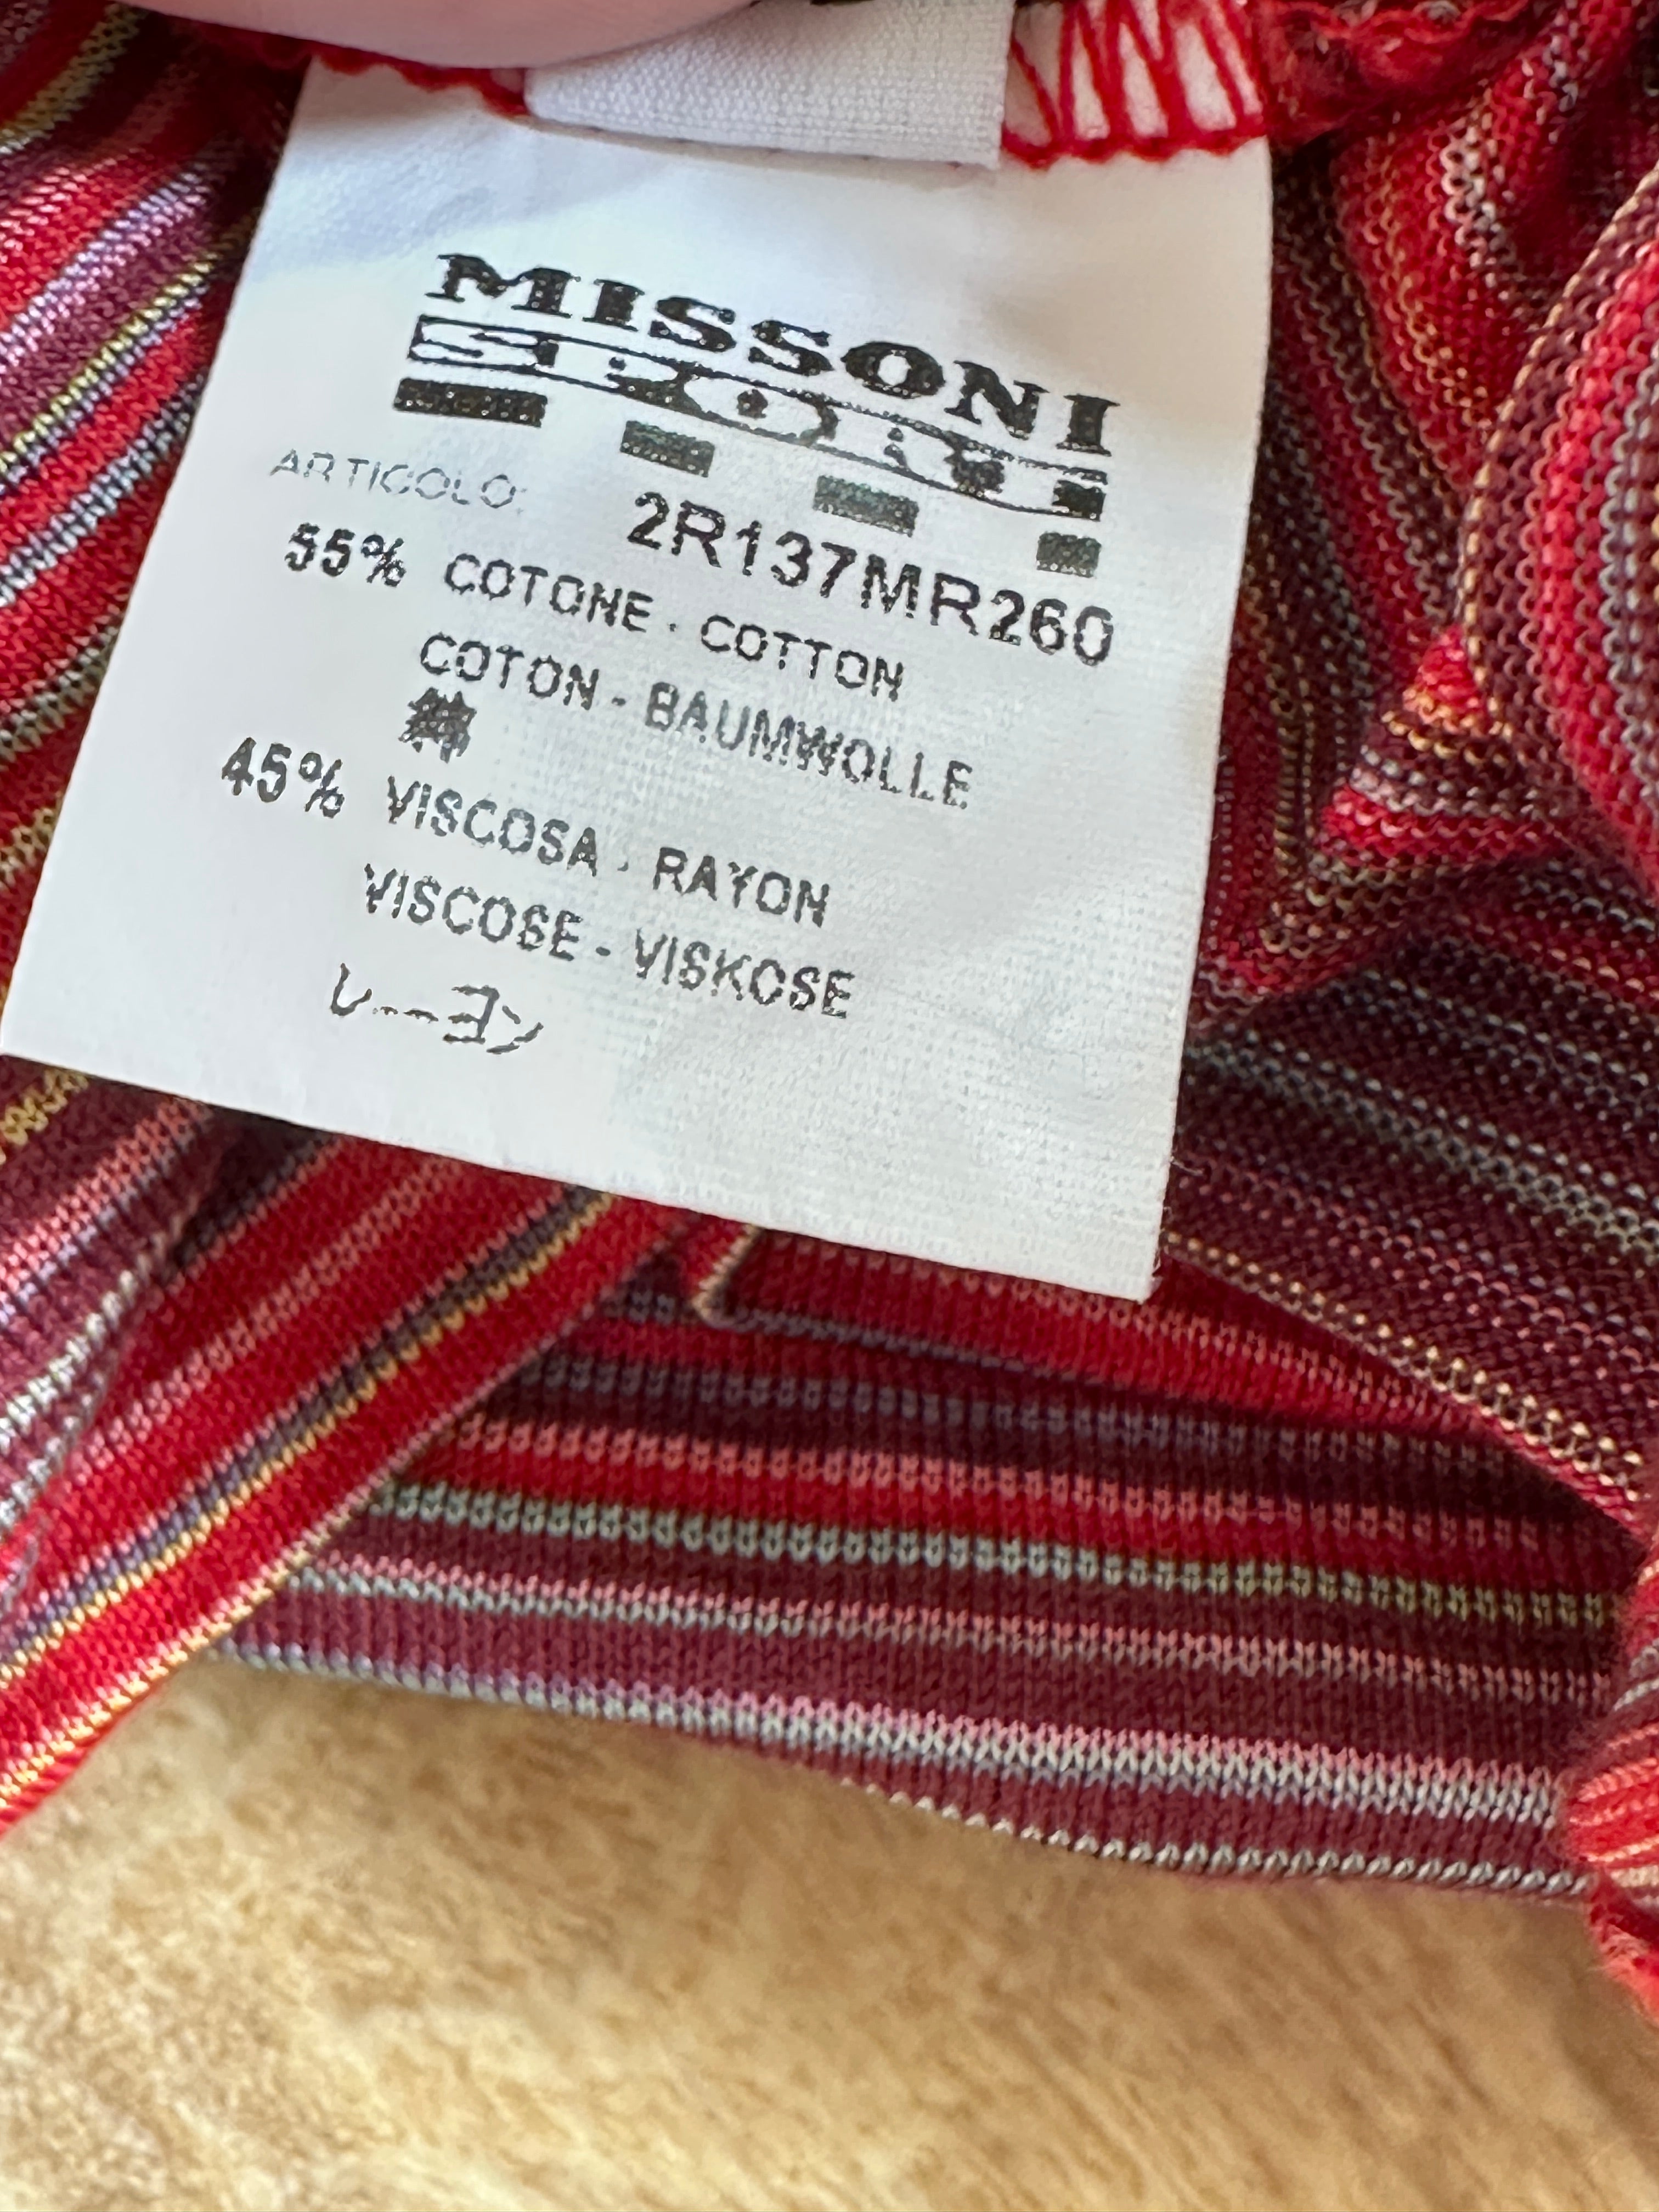 MISSONI
SPORT
ARTICOLO:
2R137MR260
55% COTONE - COTTON
COTON - BAUMWOLLE
綿
45% VISCOSA - RAYON
VISCOSE - VISKOSE
レーヨン